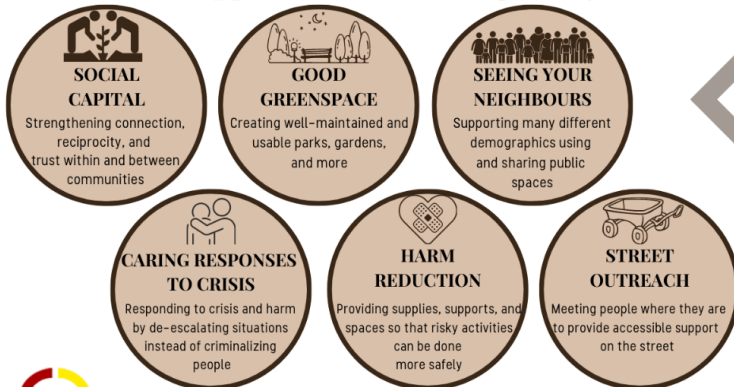 SOCIAL
CAPITAL
Strengthening connection,
reciprocity, and
trust within and between
communities
GOOD
GREENSPACE
Creating well-maintained and
usable parks, gardens,
and more
SEEING YOUR
NEIGHBOURS
Supporting many different
demographics using
and sharing public
spaces
CARING RESPONSES
TO CRISIS
Responding to crisis and harm
by de-escalating situations
instead of criminalizing
people
HARM
REDUCTION
Providing supplies, supports, and
spaces so that risky activities
can be done
more safely
STREET
OUTREACH
Meeting people where they are
to provide accessible support
on the street